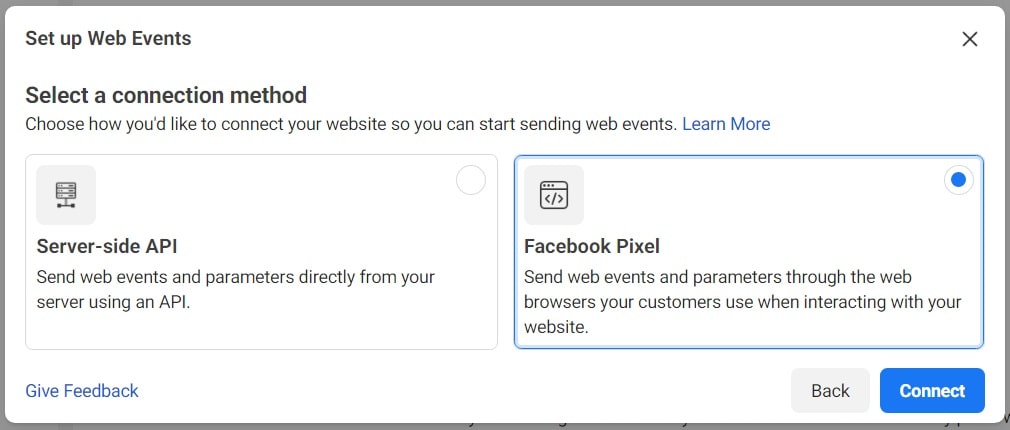 Set up Web Events
Select a connection method
Choose how you'd like to connect your website so you can start sending web events. Learn More
Server-side API
Send web events and parameters directly from your
server using an API.
Facebook Pixel
Send web events and parameters through the web
browsers your customers use when interacting with your
website.
Give Feedback
Back
Connect